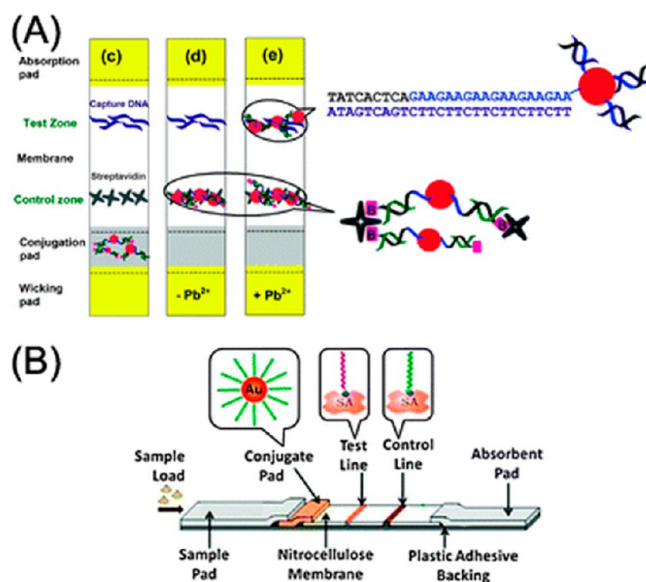 (A)
(c) (d) (e)
Absorption
pad
Capture DNA
Test Zone
TATCACTCAGAAGAAGAAGAAGAAGAA
ATAGTCAGTCTTCTTCTTCTTCTTCTT
Membrane
Streptavidin
Control zone
B B
B
Conjugation
pad
Wicking
pad
- Pb²⁺ + Pb²⁺
(B)
Au
SA SA
Sample
Load
Conjugate
Pad
Test
Line
Control
Line
Absorbent
Pad
Sample
Pad
Nitrocellulose
Membrane
Plastic Adhesive
Backing